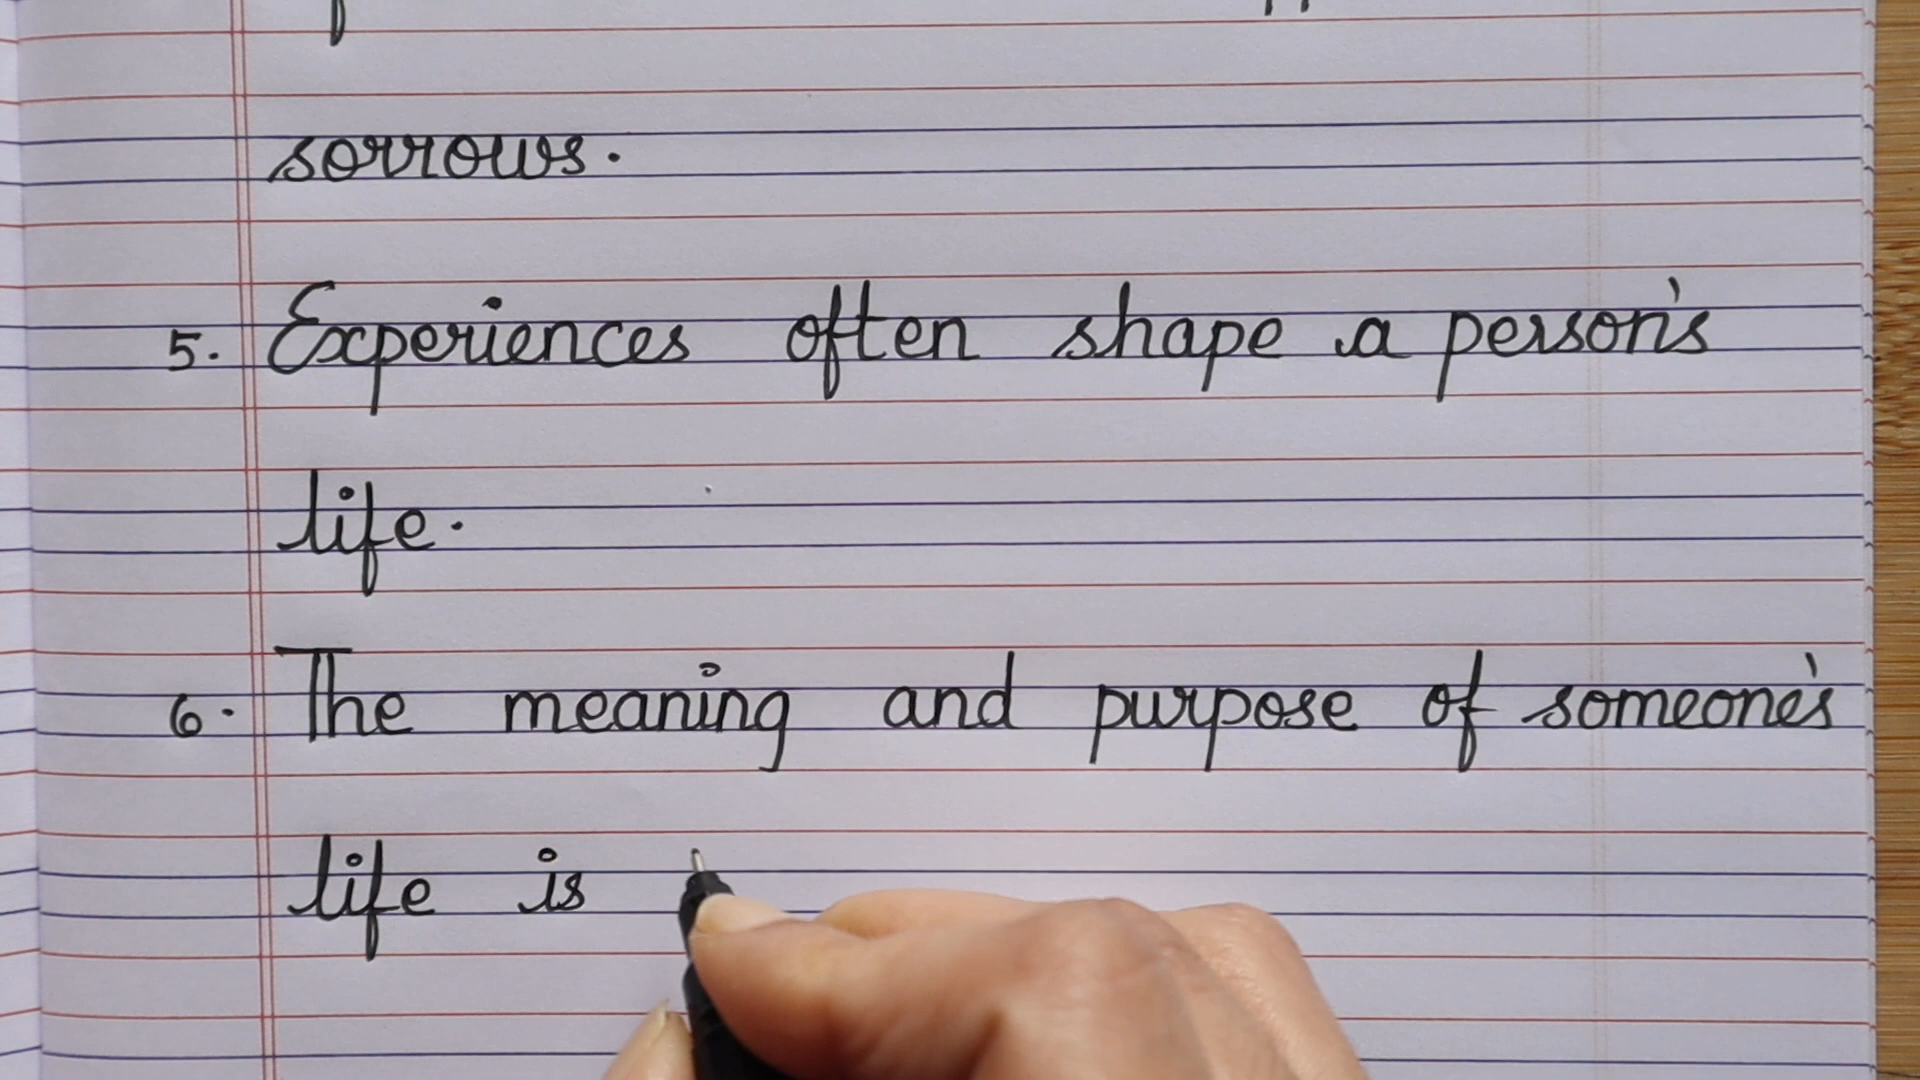 sorrows.
5. Experiences often shape a person's
life.
6. The meaning and purpose of someone's
life is